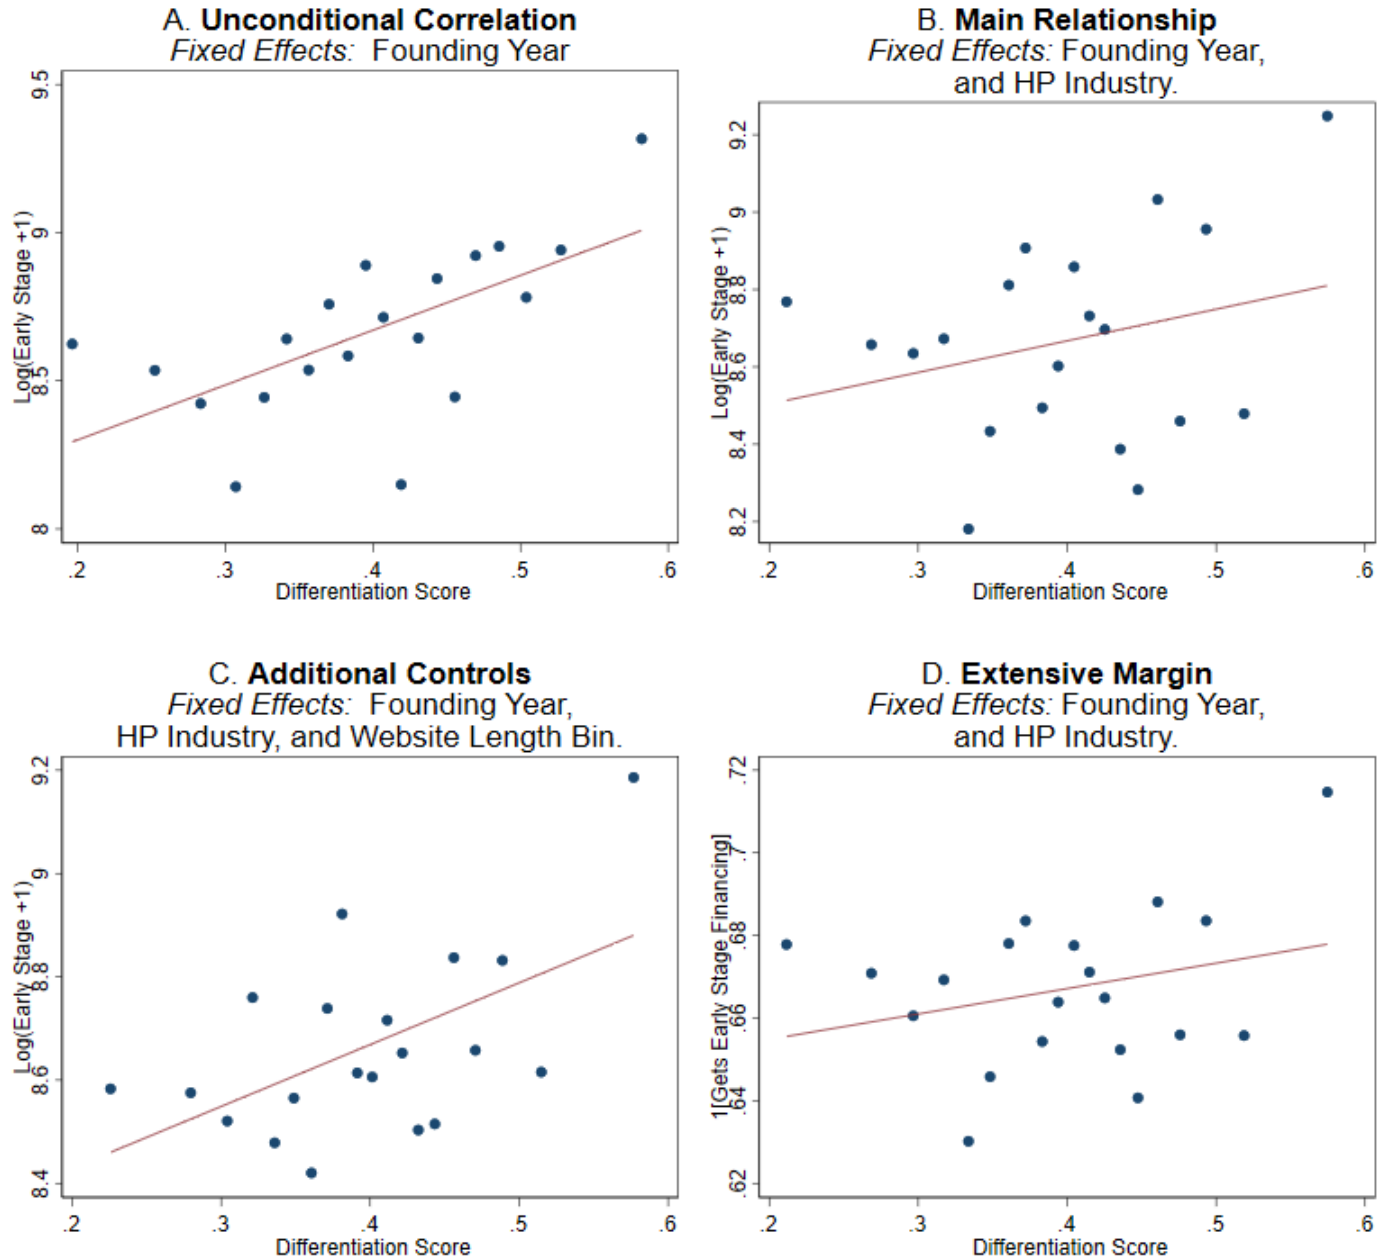 A. Unconditional Correlation
Fixed Effects: Founding Year
9.5
9
8.5
8
Log(Early Stage +1)
.2 .3 .4 .5 .6
Differentiation Score
B. Main Relationship
Fixed Effects: Founding Year,
and HP Industry.
9.2
9
8.8
8.6
8.4
8.2
Log(Early Stage +1)
.2 .3 .4 .5 .6
Differentiation Score
C. Additional Controls
Fixed Effects: Founding Year,
HP Industry, and Website Length Bin.
9.2
9
8.8
8.6
8.4
Log(Early Stage +1)
.2 .3 .4 .5 .6
Differentiation Score
D. Extensive Margin
Fixed Effects: Founding Year,
and HP Industry.
.72
.7
.68
.66
.64
.62
1[Gets Early Stage Financing]
.2 .3 .4 .5 .6
Differentiation Score